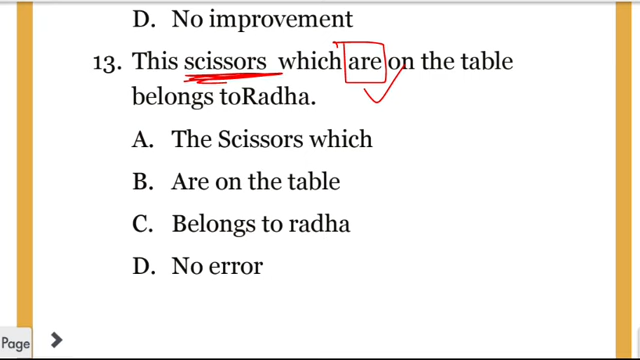 D. No improvement
13. This scissors which are on the table
belongs toRadha.
A. The Scissors which
B. Are on the table
C. Belongs to radha
D. No error
Page